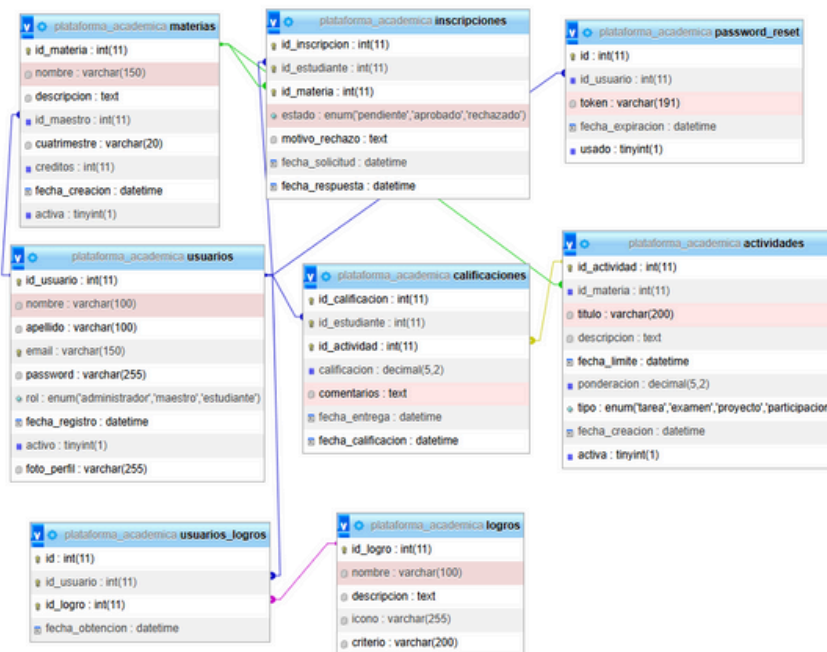 plataforma_academica materias
id_materia : int(11)
nombre : varchar(150)
descripcion : text
id_maestro : int(11)
cuatrimestre : varchar(20)
creditos : int(11)
fecha_creacion : datetime
activa : tinyint(1)
plataforma_academica inscripciones
id_inscripcion : int(11)
id_estudiante : int(11)
id_materia : int(11)
estado : enum('pendiente','aprobado','rechazado')
motivo_rechazo : text
fecha_solicitud : datetime
fecha_respuesta : datetime
plataforma_academica password_reset
id : int(11)
id_usuario : int(11)
token : varchar(191)
fecha_expiracion : datetime
usado : tinyint(1)
plataforma_academica usuarios
id_usuario : int(11)
nombre : varchar(100)
apellido : varchar(100)
email : varchar(150)
password : varchar(255)
rol : enum('administrador','maestro','estudiante')
fecha_registro : datetime
activo : tinyint(1)
foto_perfil : varchar(255)
plataforma_academica calificaciones
id_calificacion : int(11)
id_estudiante : int(11)
id_actividad : int(11)
calificacion : decimal(5,2)
comentarios : text
fecha_entrega : datetime
fecha_calificacion : datetime
plataforma_academica actividades
id_actividad : int(11)
id_materia : int(11)
titulo : varchar(200)
descripcion : text
fecha_limite : datetime
ponderacion : decimal(5,2)
tipo : enum('tarea','examen','proyecto','participacion
fecha_creacion : datetime
activa : tinyint(1)
plataforma_academica usuarios_logros
id : int(11)
id_usuario : int(11)
id_logro : int(11)
fecha_obtencion : datetime
plataforma_academica logros
id_logro : int(11)
nombre : varchar(100)
descripcion : text
icono : varchar(255)
criterio : varchar(200)